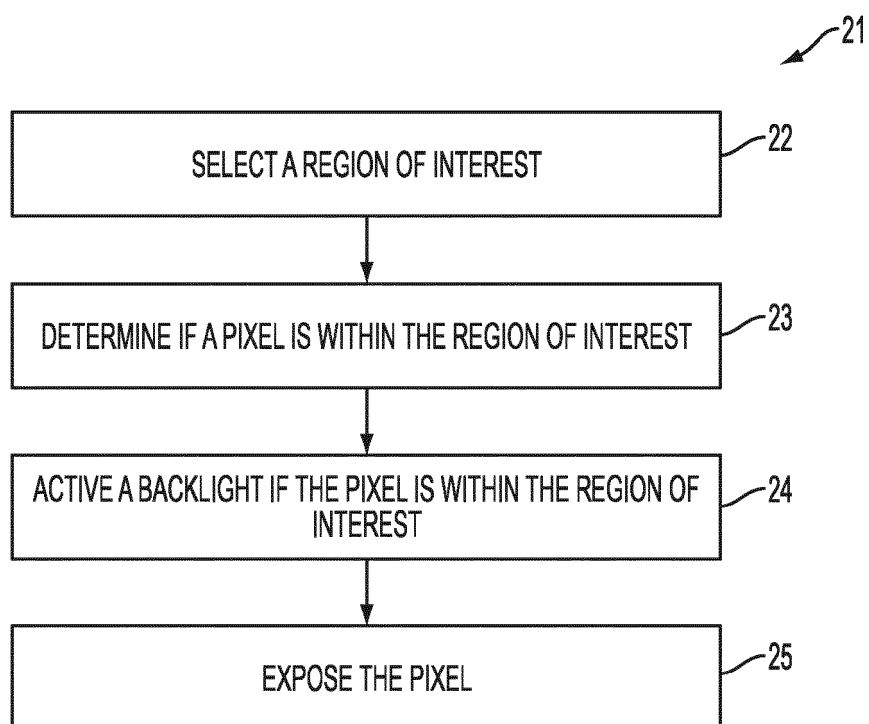 21
SELECT A REGION OF INTEREST
22
DETERMINE IF A PIXEL IS WITHIN THE REGION OF INTEREST
23
ACTIVE A BACKLIGHT IF THE PIXEL IS WITHIN THE REGION OF
INTEREST
24
EXPOSE THE PIXEL
25